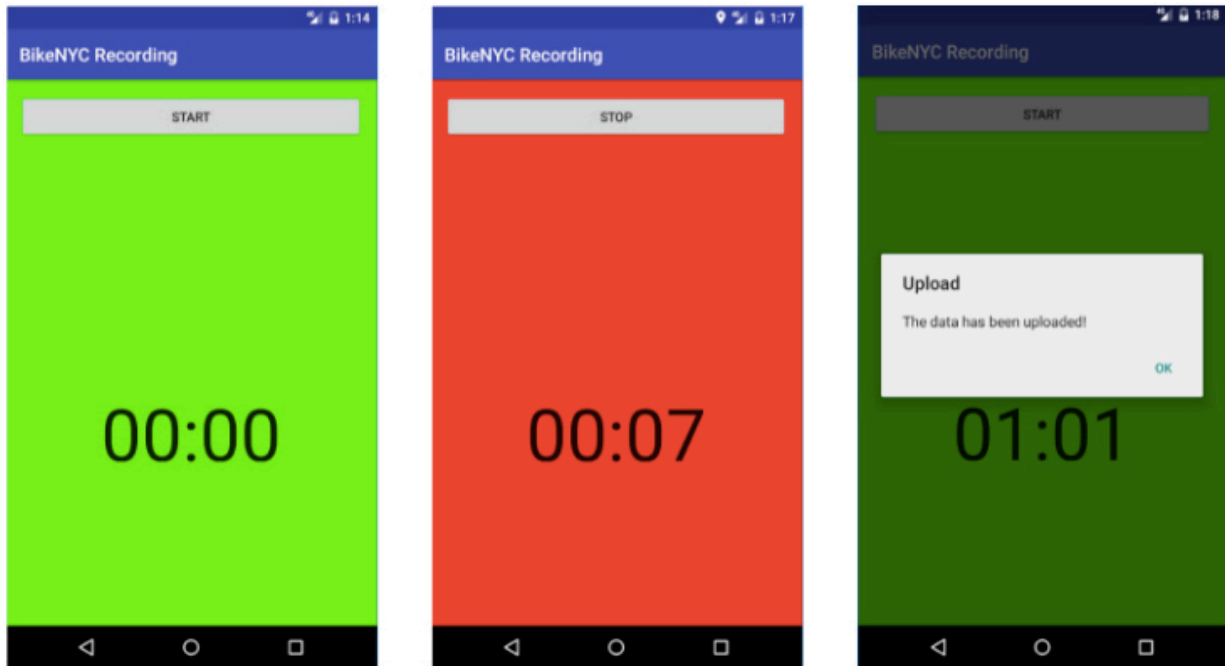 1:14
BikeNYC Recording
START
00:00
1:17
BikeNYC Recording
STOP
00:07
1:18
BikeNYC Recording
START
Upload
The data has been uploaded!
OK
01:01